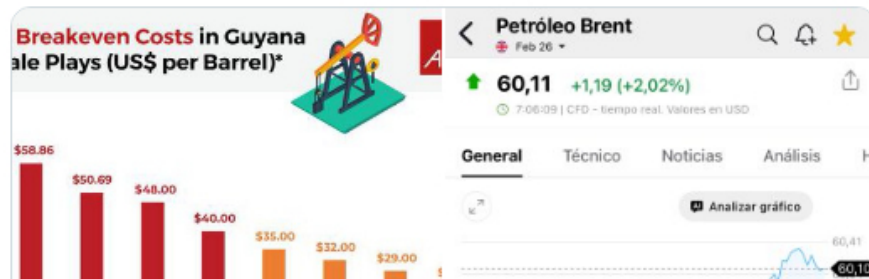 Breakeven Costs in Guyana
ale Plays (US$ per Barrel)*
$58.86
$50.69
$48.00
$40.00
$35.00
$32.00
$29.00
Petróleo Brent
Feb 26
60,11 +1,19 (+2,02%)
7:06:09 | CFD - tiempo real. Valores en USD
General Técnico Noticias Análisis
Analizar gráfico
60,41
60,10